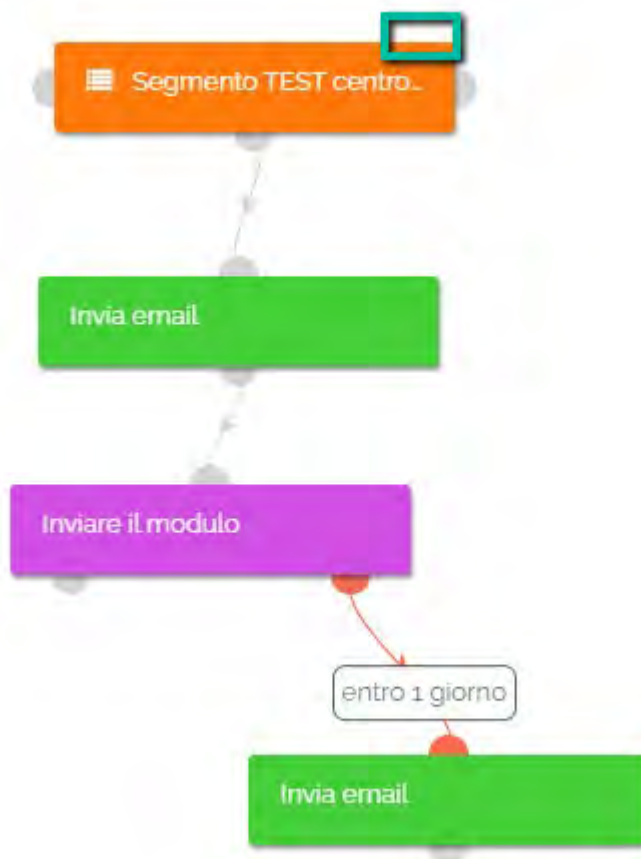 Segmento TEST centro...
Invia email
Inviare il modulo
entro 1 giorno
Invia email